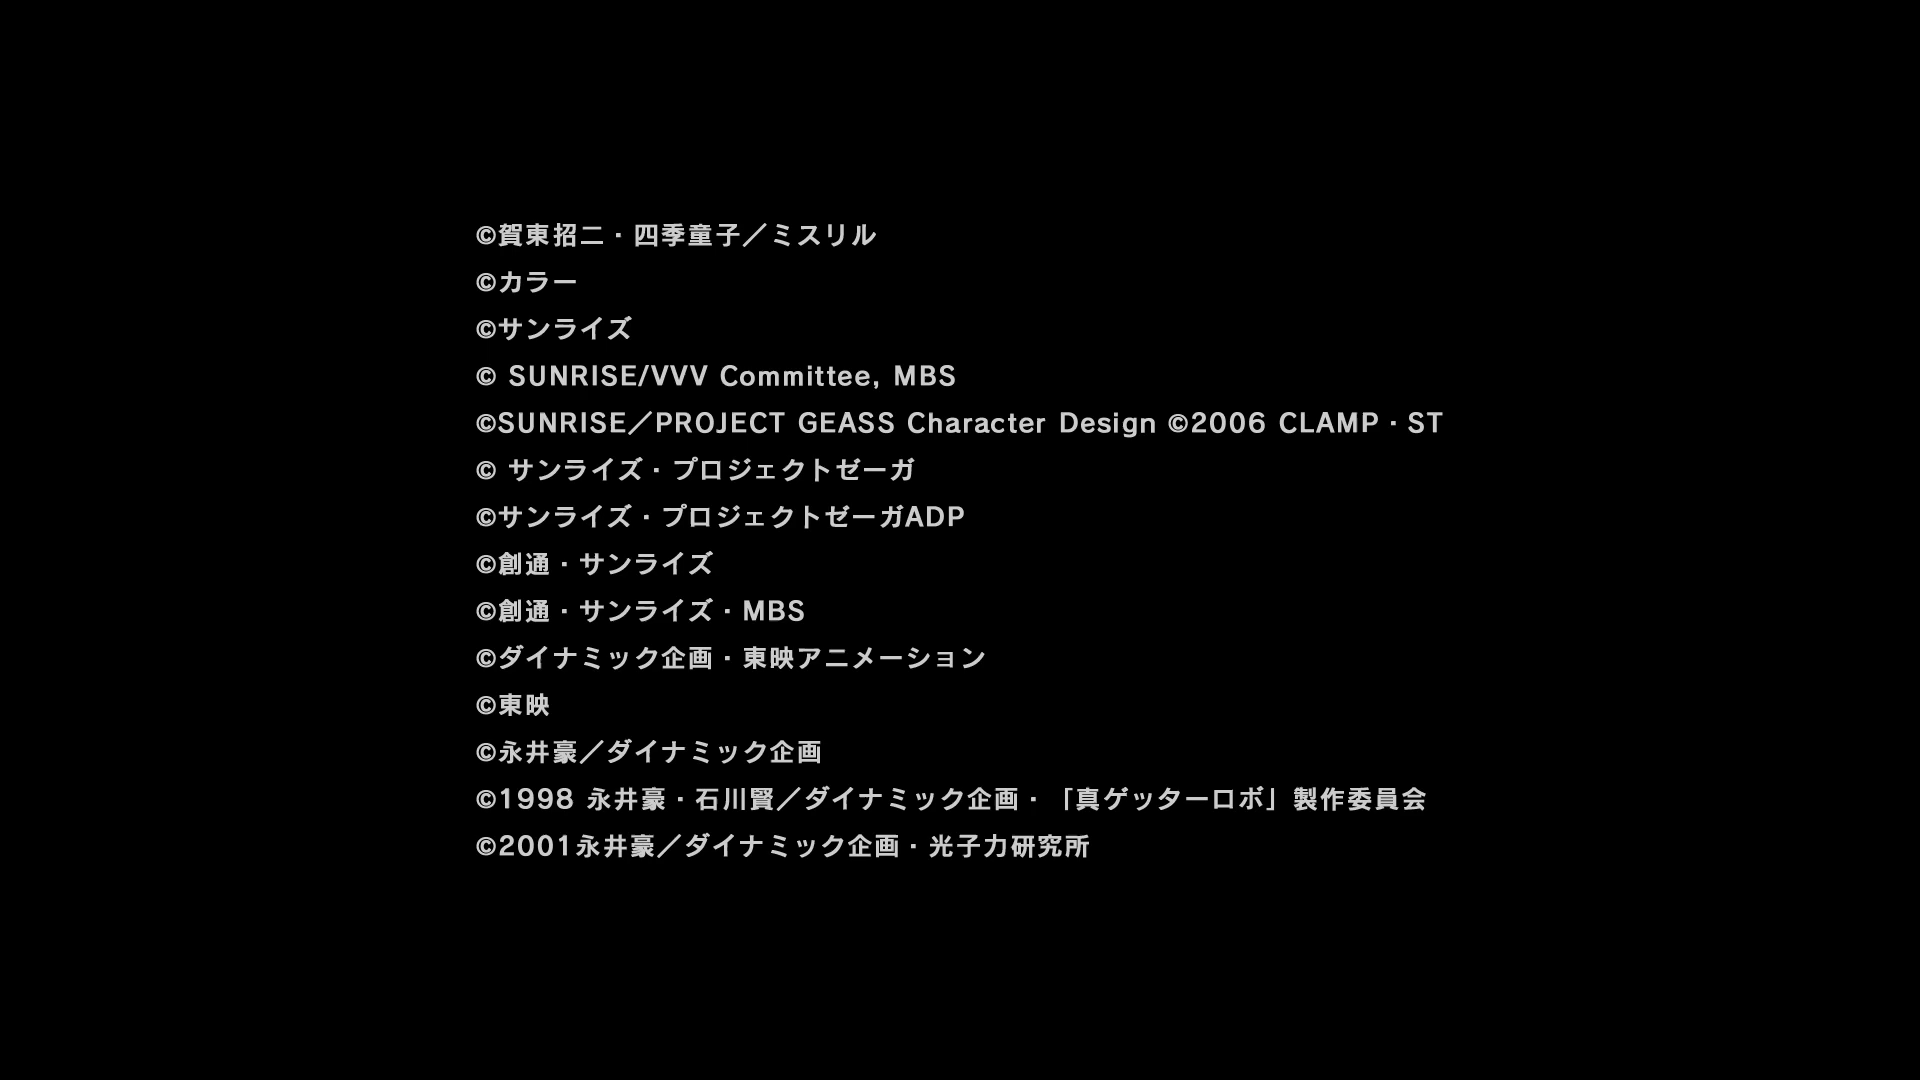 ©賀東招二・四季童子／ミスリル
©カラー
©サンライズ
© SUNRISE/VVV Committee, MBS
©SUNRISE／PROJECT GEASS Character Design ©2006 CLAMP・ST
© サンライズ・プロジェクトゼーガ
©サンライズ・プロジェクトゼーガADP
©創通・サンライズ
©創通・サンライズ・MBS
©ダイナミック企画・東映アニメーション
©東映
©永井豪／ダイナミック企画
©1998 永井豪・石川賢／ダイナミック企画・「真ゲッターロボ」製作委員会
©2001永井豪／ダイナミック企画・光子力研究所